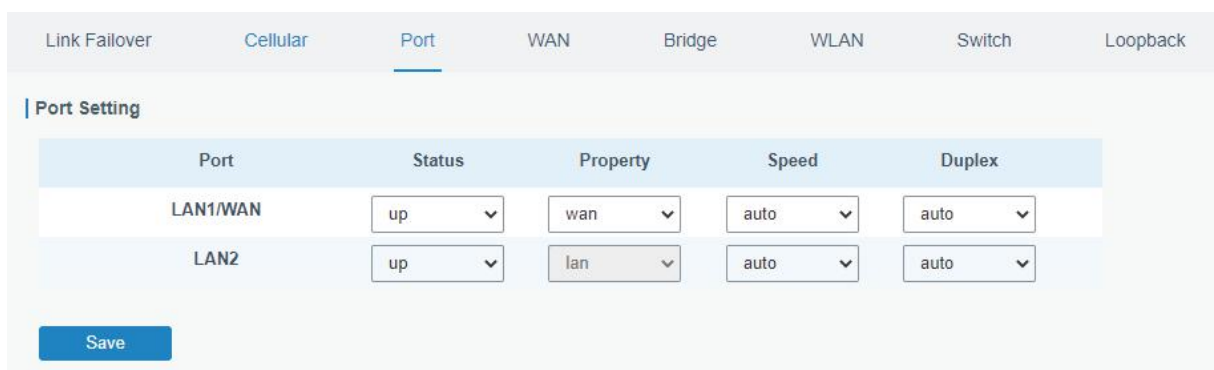 Link Failover Cellular Port WAN Bridge WLAN Switch Loopback
Port Setting
Port Status Property Speed Duplex
LAN1/WAN up wan auto auto
LAN2 up lan auto auto
Save